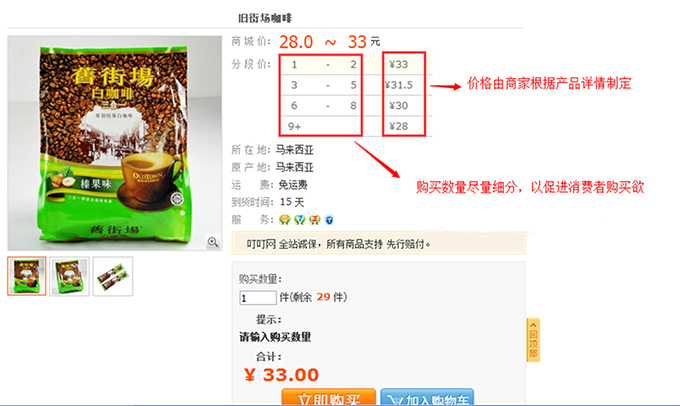 旧街场咖啡
商城价: 28.0 ~ 33 元
分段价:
1 - 2 ¥33
3 - 5 ¥31.5
6 - 8 ¥30
9+ ¥28
价格由商家根据产品详情制定
购买数量尽量细分，以促进消费者购买欲
所在地: 马来西亚
原产地: 马来西亚
运 费: 免运费
到货时间: 15 天
服 务:
叮叮网 全站诚保，所有商品支持 先行赔付。
购买数量:
1 件(剩余 29 件)
提示:
请输入购买数量
合计:
¥ 33.00
立即购买
加入购物车
回顶部
舊街場
白咖啡
三合一
OLDTOWN
榛果味
舊街場